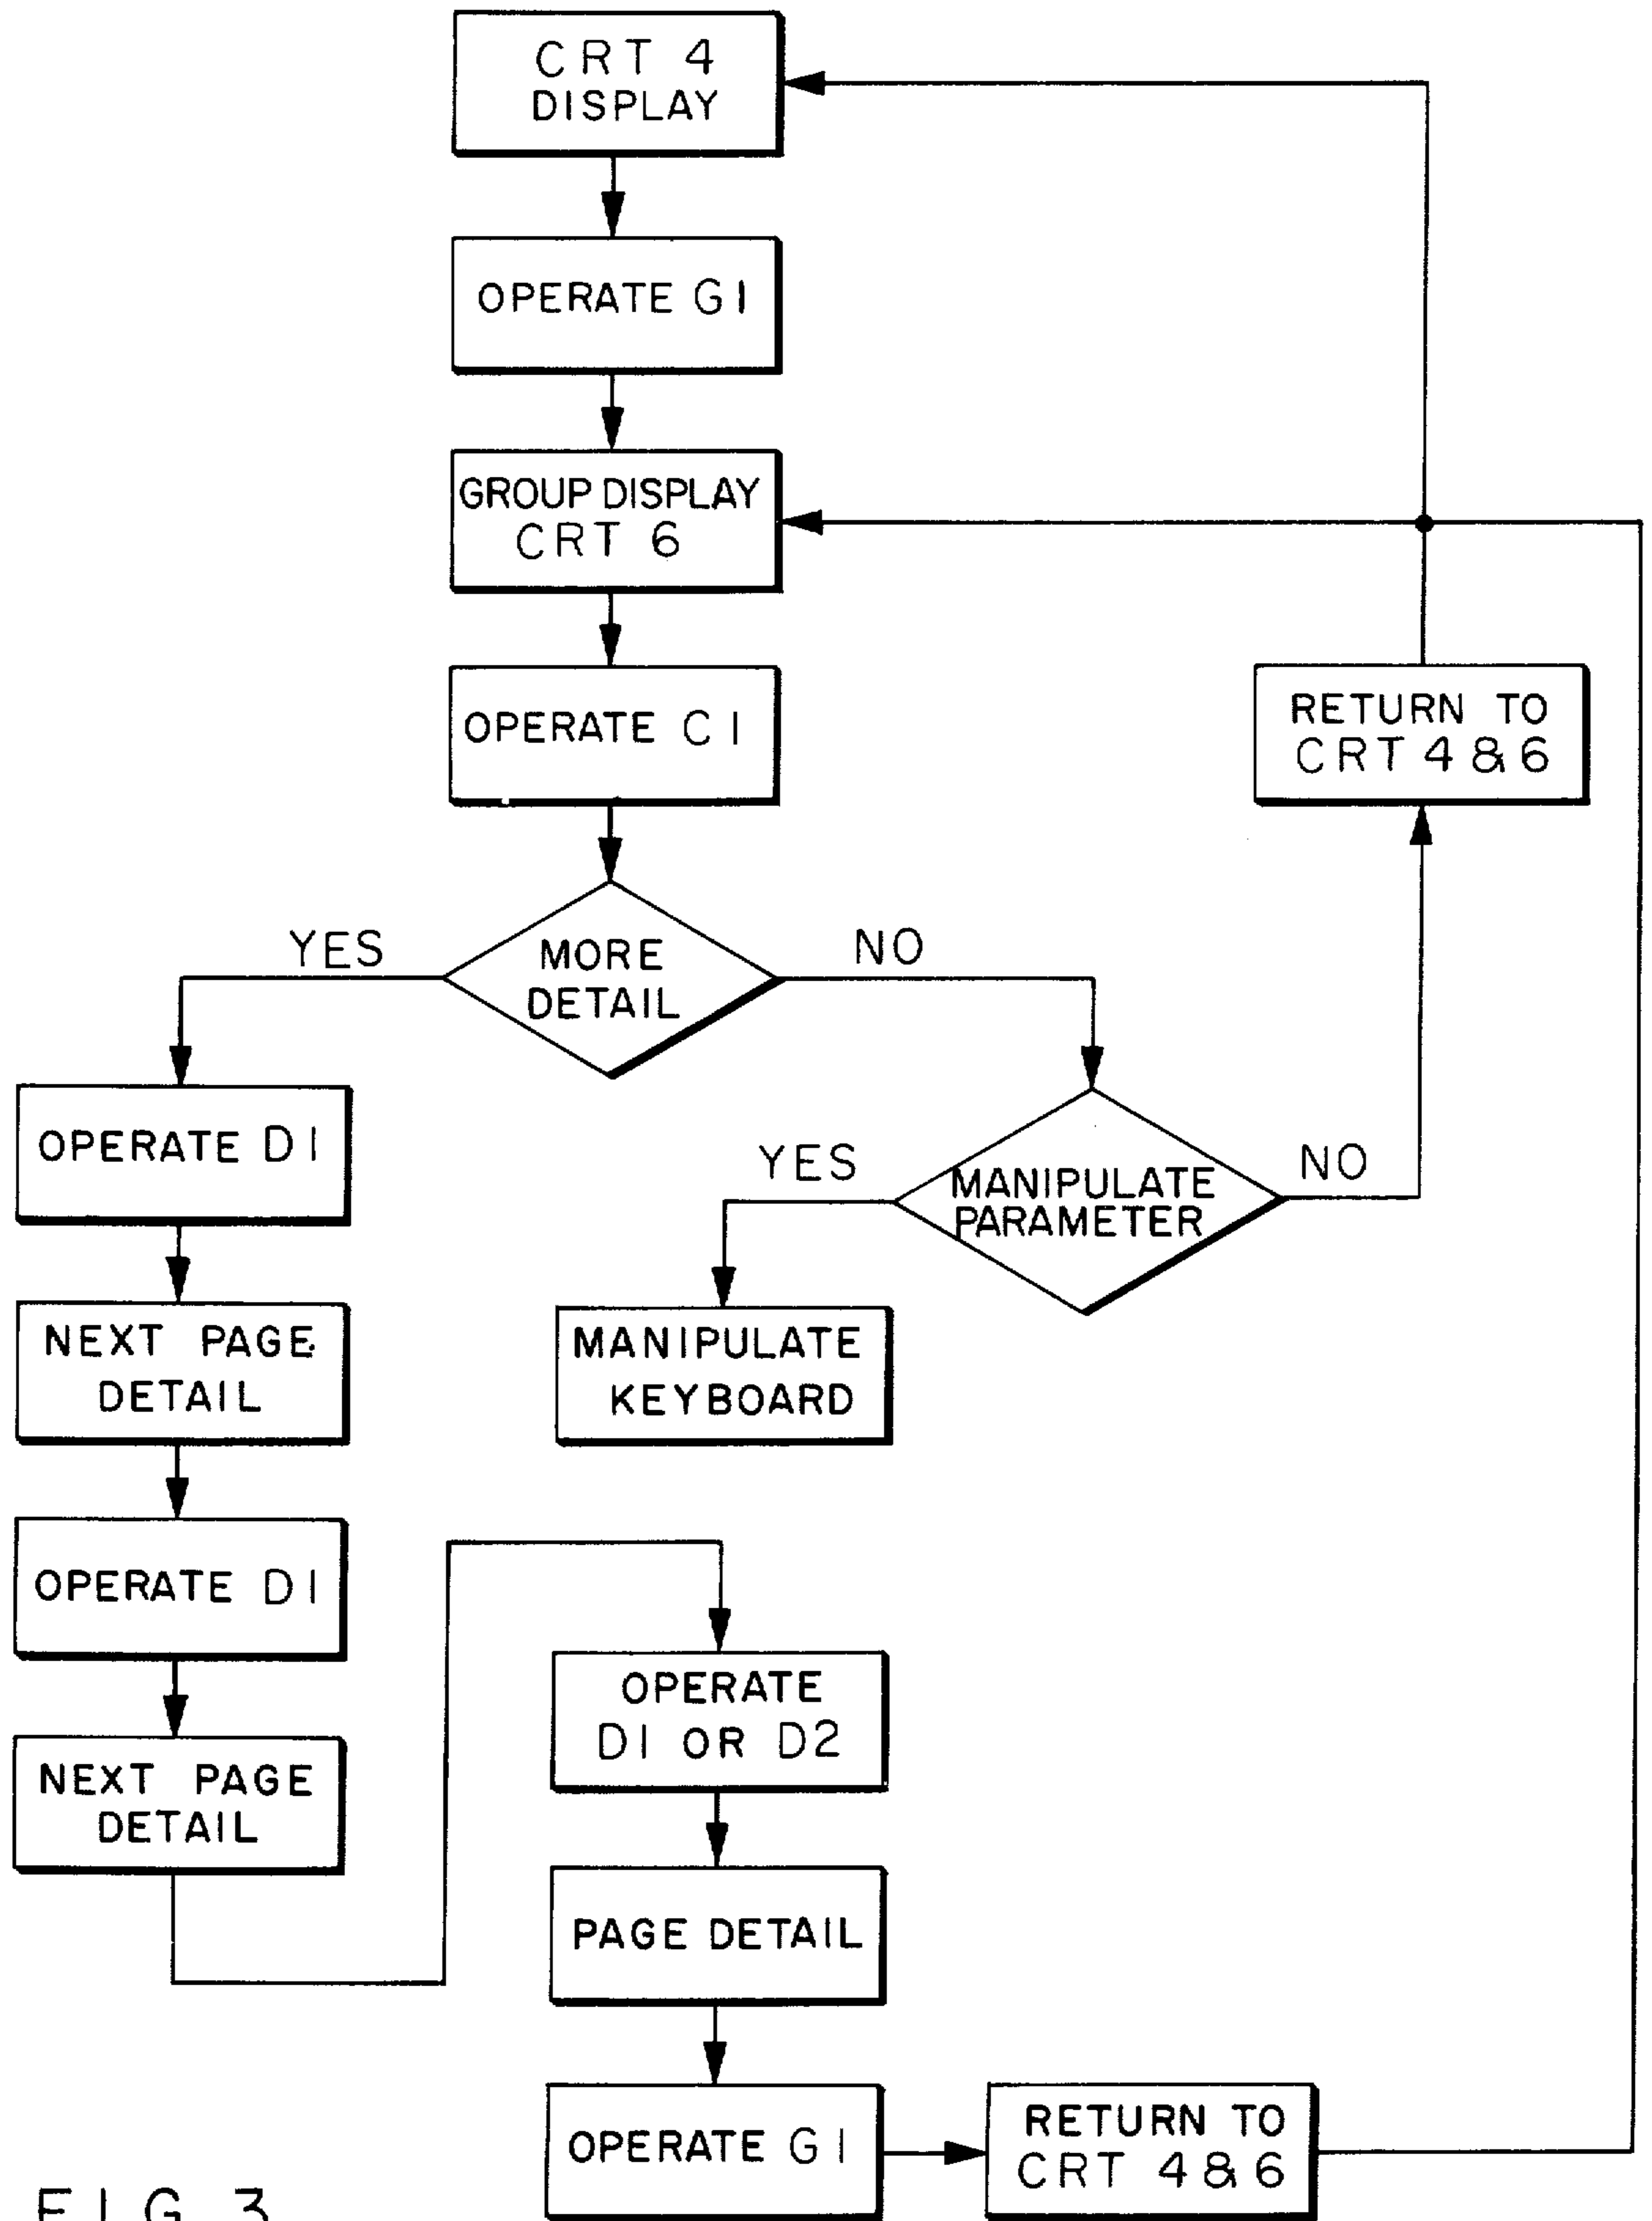 CRT 4
DISPLAY
OPERATE G1
GROUP DISPLAY
CRT 6
OPERATE C1
RETURN TO
CRT 4 & 6
YES
MORE
DETAIL
NO
OPERATE D1
YES
MANIPULATE
PARAMETER
NO
NEXT PAGE
DETAIL
MANIPULATE
KEYBOARD
OPERATE D1
OPERATE
D1 OR D2
NEXT PAGE
DETAIL
PAGE DETAIL
OPERATE G1
RETURN TO
CRT 4 & 6
FIG 3